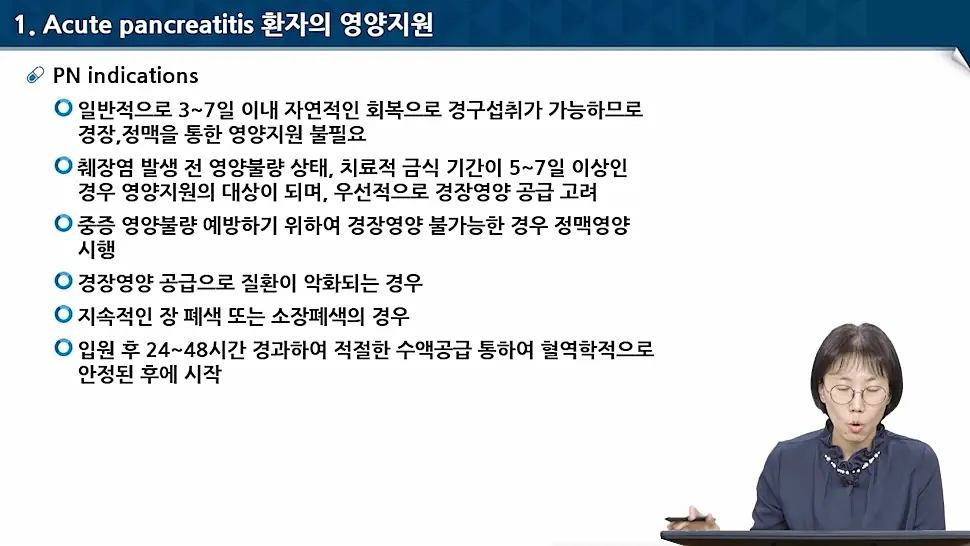 1. Acute pancreatitis 환자의 영양지원
PN indications
일반적으로 3~7일 이내 자연적인 회복으로 경구섭취가 가능하므로
경장,정맥을 통한 영양지원 불필요
췌장염 발생 전 영양불량 상태, 치료적 금식 기간이 5~7일 이상인
경우 영양지원의 대상이 되며, 우선적으로 경장영양 공급 고려
중증 영양불량 예방하기 위하여 경장영양 불가능한 경우 정맥영양
시행
경장영양 공급으로 질환이 악화되는 경우
지속적인 장 폐색 또는 소장폐색의 경우
입원 후 24~48시간 경과하여 적절한 수액공급 통하여 혈역학적으로
안정된 후에 시작